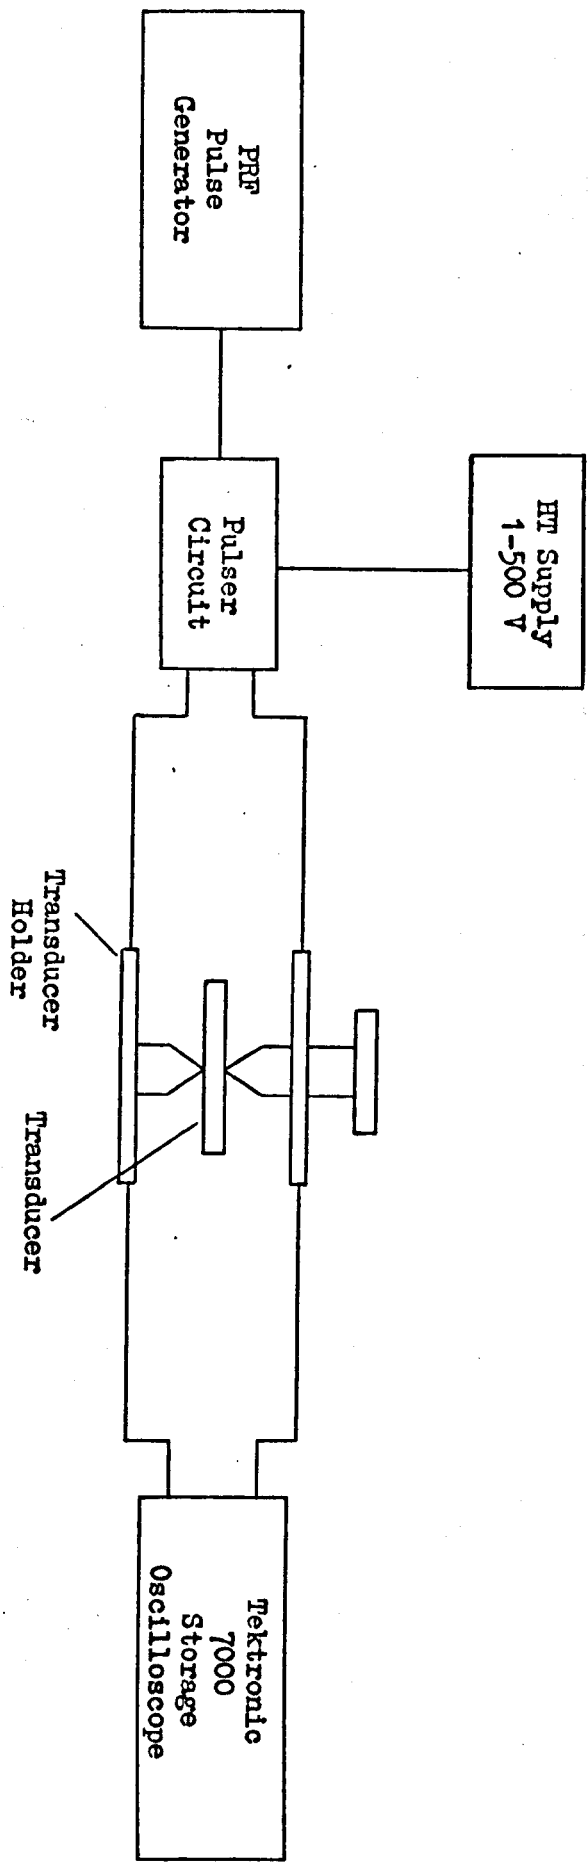 PRF
Pulse
Generator
HT Supply
1-500 V
Pulser
Circuit
Transducer
Holder
Transducer
Tektronic
7000
Storage
Oscilloscope